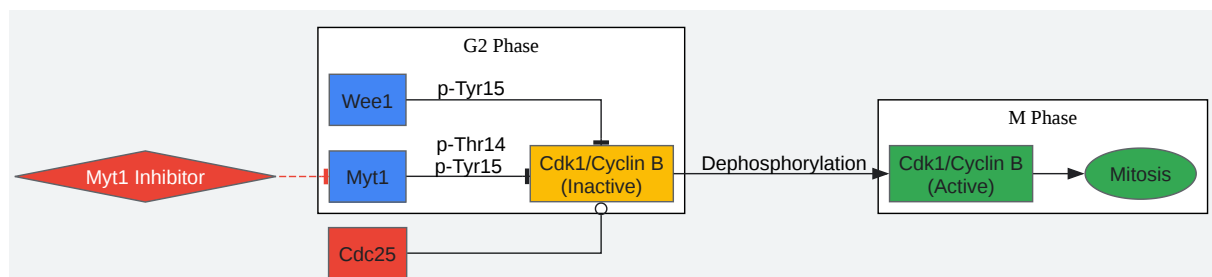 G2 Phase
Wee1
p-Tyr15
M Phase
p-Thr14
p-Tyr15
Myt1 Inhibitor
Myt1
Cdk1/Cyclin B
(Inactive)
Dephosphorylation
Cdk1/Cyclin B
(Active)
Mitosis
Cdc25